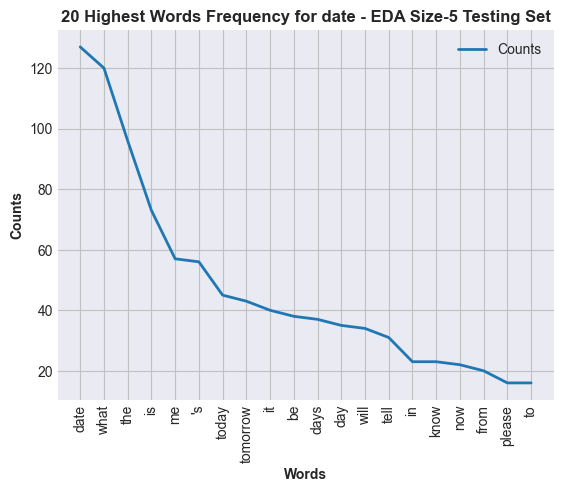 20 Highest Words Frequency for date - EDA Size-5 Testing Set
Counts
120
100
80
60
40
20
Counts
date
what
the
is
me
's
today
tomorrow
it
be
days
day
will
tell
in
know
now
from
please
to
Words